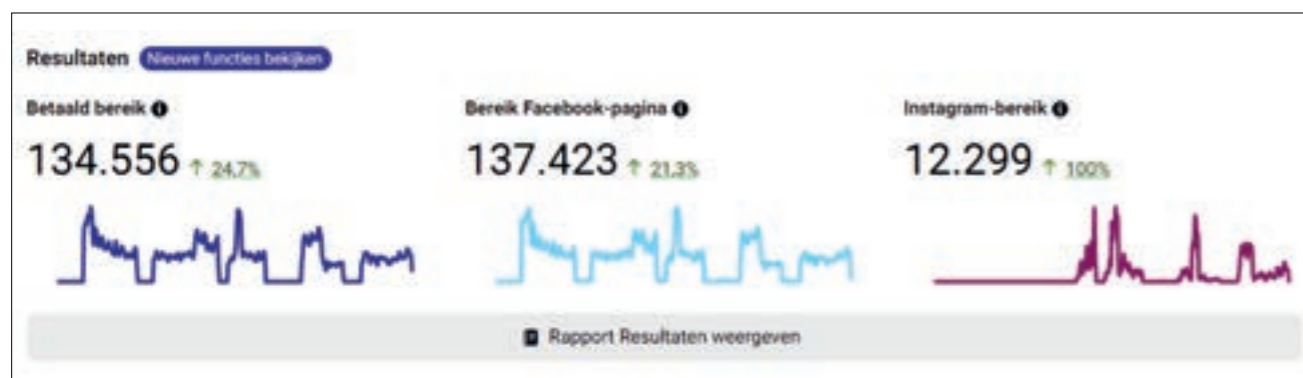 Resultaten Nieuwe functies bekijken
Betaald bereik Bereik Facebook-pagina Instagram-bereik
134.556 ↑ 24,7% 137.423 ↑ 21,3% 12.299 ↑ 100%
Rapport Resultaten weergeven